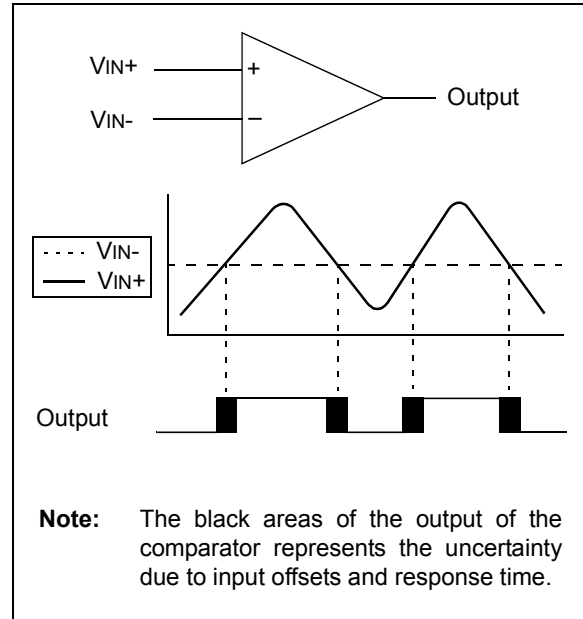 VIN+
+
Output
VIN-
–
VIN-
VIN+
Output
Note: The black areas of the output of the
comparator represents the uncertainty
due to input offsets and response time.